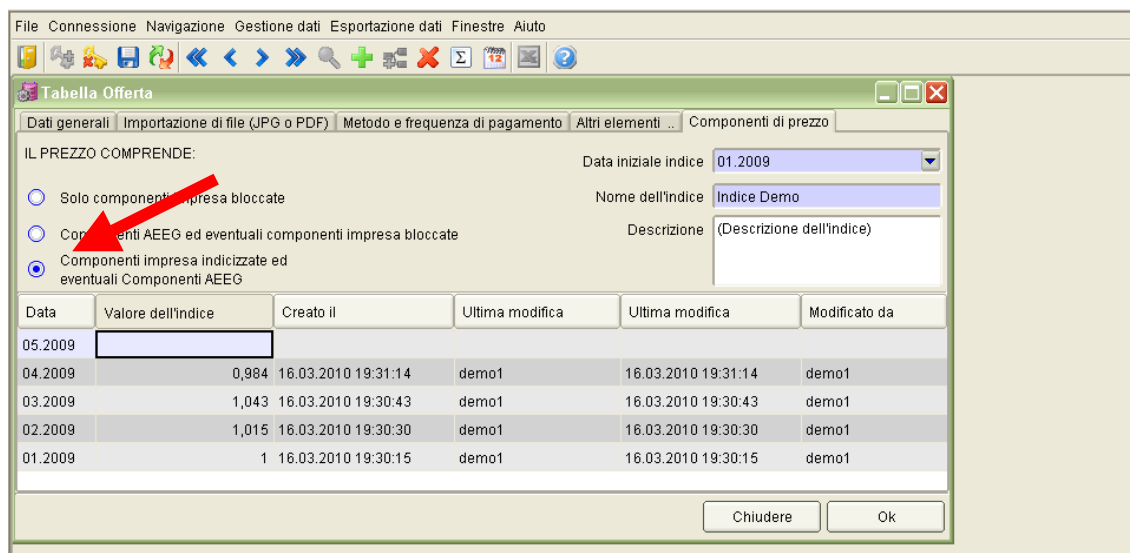 File Connessione Navigazione Gestione dati Esportazione dati Finestre Aiuto
Σ 12
Tabella Offerta
Dati generali Importazione di file (JPG o PDF) Metodo e frequenza di pagamento Altri elementi .. Componenti di prezzo
IL PREZZO COMPRENDE:
Data iniziale indice 01.2009
Solo componenti impresa bloccate
Nome dell'indice Indice Demo
Componenti AEEG ed eventuali componenti impresa bloccate
Descrizione (Descrizione dell'indice)
Componenti impresa indicizzate ed
eventuali Componenti AEEG
Data Valore dell'indice Creato il Ultima modifica Ultima modifica Modificato da
05.2009
04.2009 0,984 16.03.2010 19:31:14 demo1 16.03.2010 19:31:14 demo1
03.2009 1,043 16.03.2010 19:30:43 demo1 16.03.2010 19:30:43 demo1
02.2009 1,015 16.03.2010 19:30:30 demo1 16.03.2010 19:30:30 demo1
01.2009 1 16.03.2010 19:30:15 demo1 16.03.2010 19:30:15 demo1
Chiudere Ok